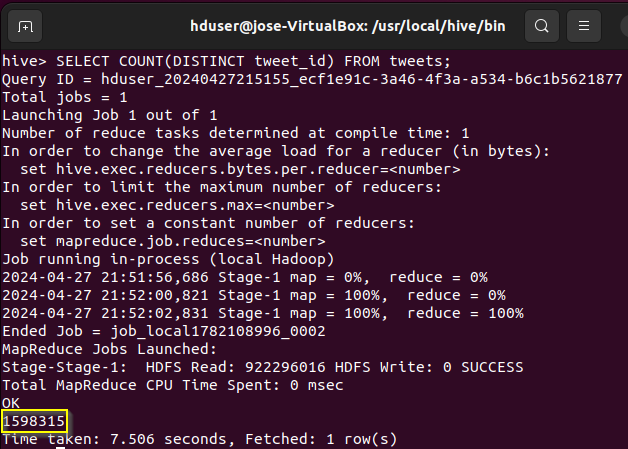 hduser@jose-VirtualBox: /usr/local/hive/bin
hive> SELECT COUNT(DISTINCT tweet_id) FROM tweets;
Query ID = hduser_20240427215155_ecf1e91c-3a46-4f3a-a534-b6c1b5621877
Total jobs = 1
Launching Job 1 out of 1
Number of reduce tasks determined at compile time: 1
In order to change the average load for a reducer (in bytes):
  set hive.exec.reducers.bytes.per.reducer=<number>
In order to limit the maximum number of reducers:
  set hive.exec.reducers.max=<number>
In order to set a constant number of reducers:
  set mapreduce.job.reduces=<number>
Job running in-process (local Hadoop)
2024-04-27 21:51:56,686 Stage-1 map = 0%,  reduce = 0%
2024-04-27 21:52:00,821 Stage-1 map = 100%,  reduce = 0%
2024-04-27 21:52:02,831 Stage-1 map = 100%,  reduce = 100%
Ended Job = job_local1782108996_0002
MapReduce Jobs Launched:
Stage-Stage-1:  HDFS Read: 922296016 HDFS Write: 0 SUCCESS
Total MapReduce CPU Time Spent: 0 msec
OK
1598315
Time taken: 7.506 seconds, Fetched: 1 row(s)